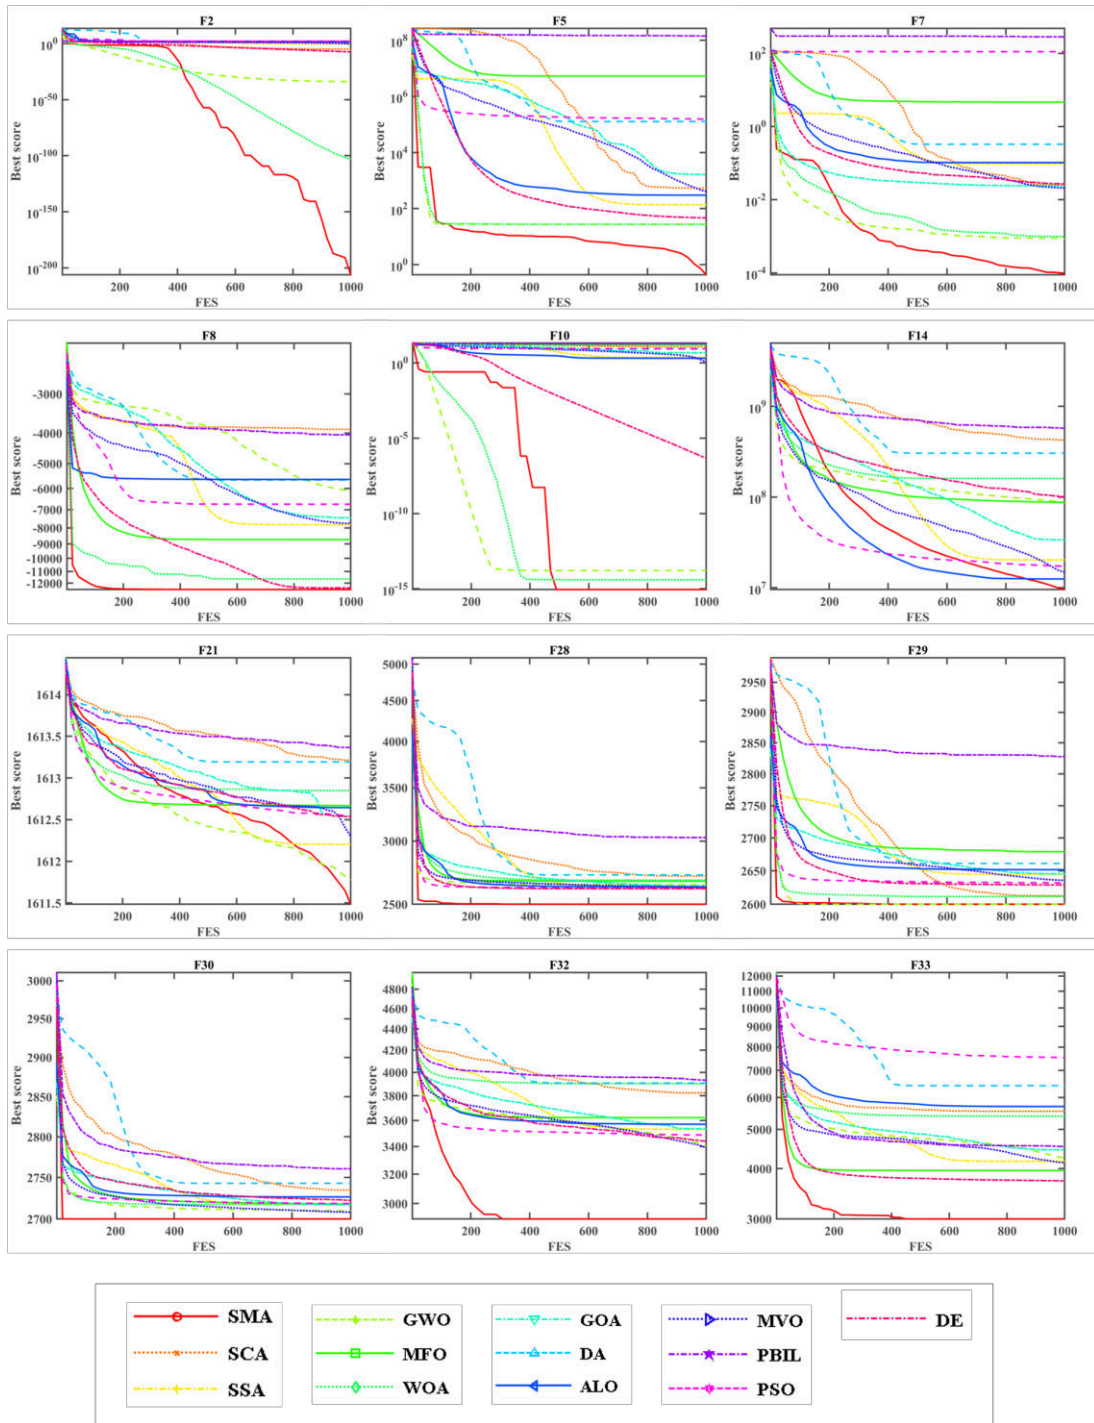 F2
F5
F7
Best score
10^0
10^-50
10^-100
10^-150
10^-200
200 400 600 800 1000
FES
Best score
10^8
10^6
10^4
10^2
10^0
200 400 600 800 1000
FES
Best score
10^2
10^0
10^-2
10^-4
200 400 600 800 1000
FES
F8
F10
F14
Best score
-3000
-4000
-5000
-6000
-7000
-8000
-9000
-10000
-11000
-12000
200 400 600 800 1000
FES
Best score
10^0
10^-5
10^-10
10^-15
200 400 600 800 1000
FES
Best score
10^9
10^8
10^7
200 400 600 800 1000
FES
F21
F28
F29
Best score
1614
1613.5
1613
1612.5
1612
1611.5
200 400 600 800 1000
FES
Best score
5000
4500
4000
3500
3000
2500
200 400 600 800 1000
FES
Best score
2950
2900
2850
2800
2750
2700
2650
2600
200 400 600 800 1000
FES
F30
F32
F33
Best score
3000
2950
2900
2850
2800
2750
2700
200 400 600 800 1000
FES
Best score
4800
4600
4400
4200
4000
3800
3600
3400
3200
3000
200 400 600 800 1000
FES
Best score
12000
10000
9000
8000
7000
6000
5000
4000
3000
200 400 600 800 1000
FES
SMA
SCA
SSA
GWO
MFO
WOA
GOA
DA
ALO
MVO
PBIL
PSO
DE